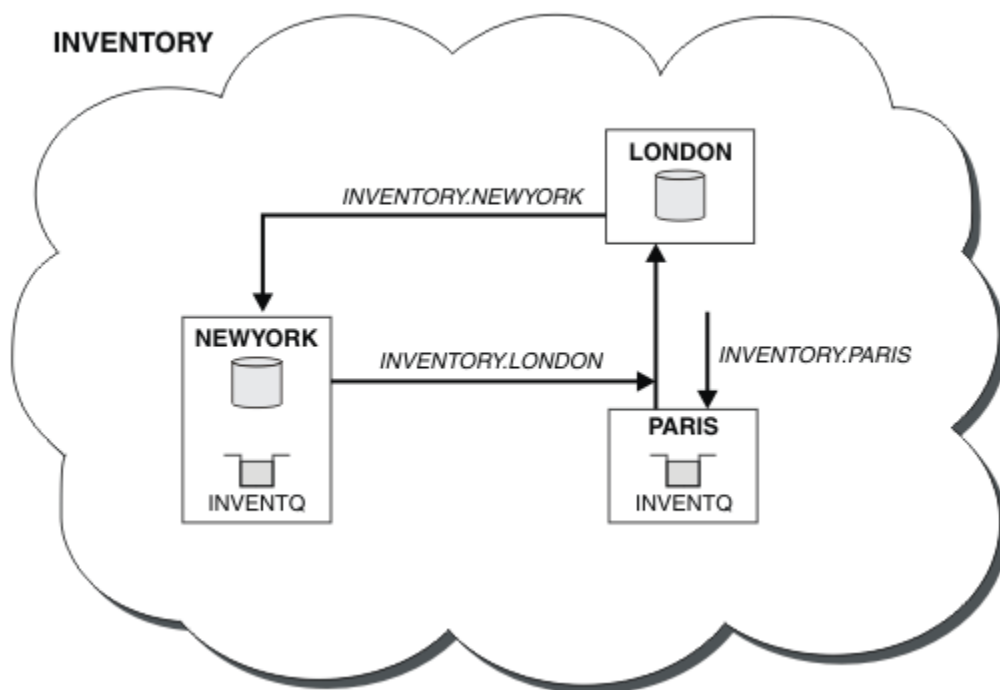 INVENTORY
LONDON
INVENTORY.NEWYORK
NEWYORK
INVENTORY.LONDON
INVENTORY.PARIS
PARIS
INVENTQ
INVENTQ